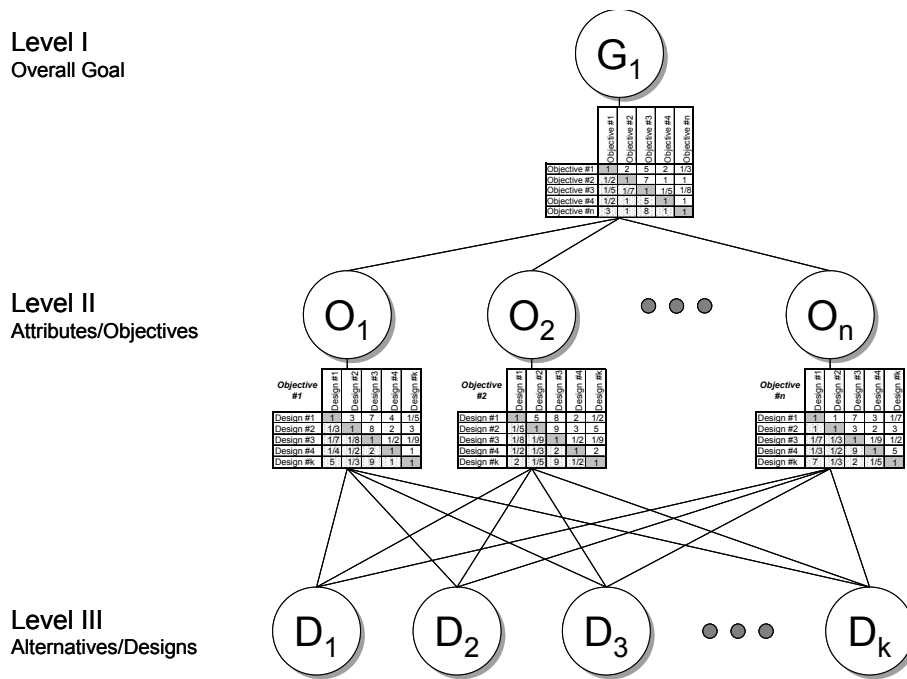 Level I
Overall Goal
G1
Objective #1 Objective #2 Objective #3 Objective #4 Objective #n
Objective #1 1 2 5 2 1/3
Objective #2 1/2 1 7 1 1
Objective #3 1/5 1/7 1 1/5 1/8
Objective #4 1/2 1 5 1 1
Objective #n 3 1 8 1 1
Level II
Attributes/Objectives
O1 O2 On
Objective #1
Design #1 Design #2 Design #3 Design #4 Design #k
Design #1 1 3 7 4 1/5
Design #2 1/3 1 8 2 3
Design #3 1/7 1/8 1 1/2 1/9
Design #4 1/4 1/2 2 1 1
Design #k 5 1/3 9 1 1
Objective #2
Design #1 Design #2 Design #3 Design #4 Design #k
Design #1 1 5 8 2 1/2
Design #2 1/5 1 9 3 5
Design #3 1/8 1/9 1 1/2 1/9
Design #4 1/2 1/3 2 1 2
Design #k 2 1/5 9 1/2 1
Objective #n
Design #1 Design #2 Design #3 Design #4 Design #k
Design #1 1 1 7 3 1/7
Design #2 1 1 3 2 3
Design #3 1/7 1/3 1 1/9 1/2
Design #4 1/3 1/2 9 1 5
Design #k 7 1/3 2 1/5 1
Level III
Alternatives/Designs
D1 D2 D3 Dk